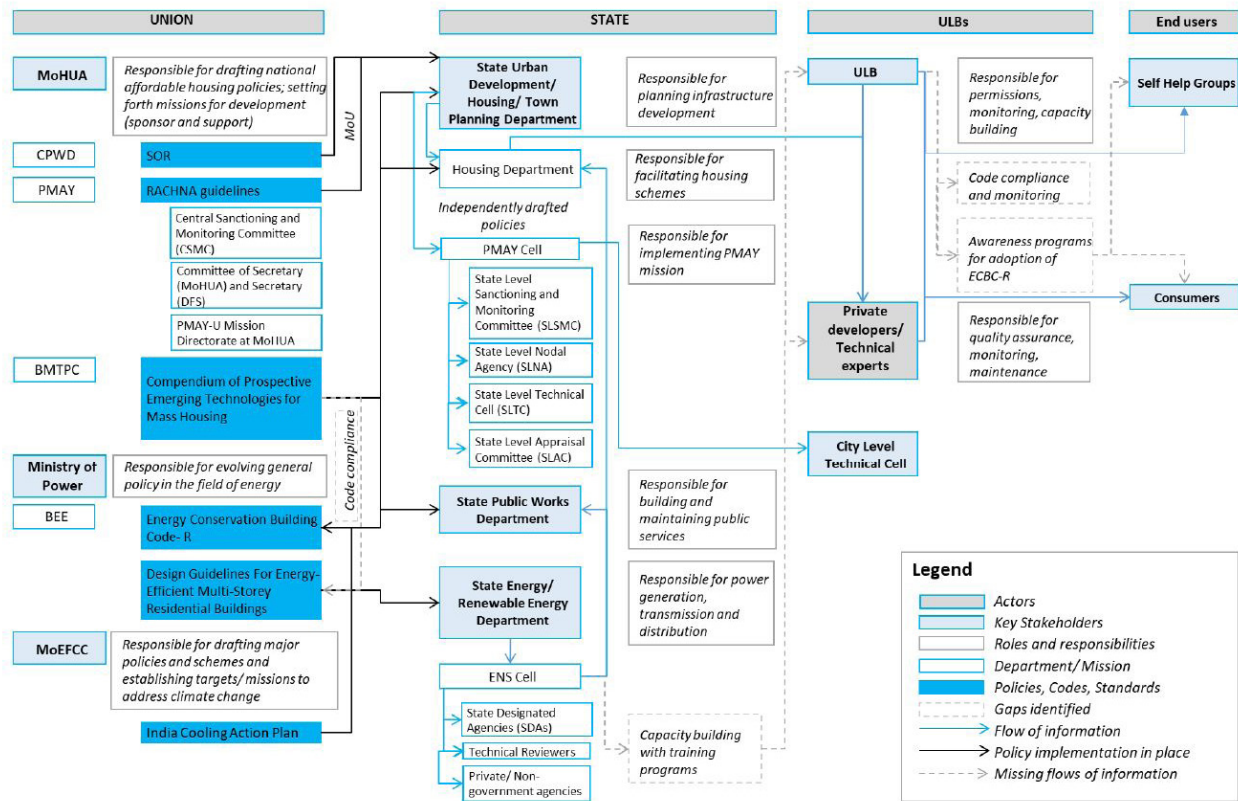 UNION
STATE
ULBs
End users
MoHUA
Responsible for drafting national
affordable housing policies; setting
forth missions for development
(sponsor and support)
CPWD
SOR
PMAY
RACHNA guidelines
Central Sanctioning and
Monitoring Committee
(CSMC)
Committee of Secretary
(MoHUA) and Secretary
(DFS)
PMAY-U Mission
Directorate at MoHUA
BMTPC
Compendium of Prospective
Emerging Technologies for
Mass Housing
Ministry of
Power
Responsible for evolving general
policy in the field of energy
BEE
Energy Conservation Building
Code- R
Design Guidelines For Energy-
Efficient Multi-Storey
Residential Buildings
MoEFCC
Responsible for drafting major
policies and schemes and
establishing targets/ missions to
address climate change
India Cooling Action Plan
MoU
Code compliance
State Urban
Development/
Housing/ Town
Planning Department
Responsible for
planning infrastructure
development
Housing Department
Responsible for
facilitating housing
schemes
Independently drafted
policies
PMAY Cell
Responsible for
implementing PMAY
mission
State Level
Sanctioning and
Monitoring
Committee (SLSMC)
State Level Nodal
Agency (SLNA)
State Level Technical
Cell (SLTC)
State Level Appraisal
Committee (SLAC)
State Public Works
Department
Responsible for
building and
maintaining public
services
State Energy/
Renewable Energy
Department
Responsible for power
generation,
transmission and
distribution
ENS Cell
State Designated
Agencies (SDAs)
Technical Reviewers
Private/ Non-
government agencies
Capacity building
with training
programs
ULB
Responsible for
permissions,
monitoring, capacity
building
Code compliance
and monitoring
Awareness programs
for adoption of
ECBC-R
Private
developers/
Technical
experts
Responsible for
quality assurance,
monitoring,
maintenance
City Level
Technical Cell
Self Help Groups
Consumers
Legend
Actors
Key Stakeholders
Roles and responsibilities
Department/ Mission
Policies, Codes, Standards
Gaps identified
Flow of information
Policy implementation in place
Missing flows of information